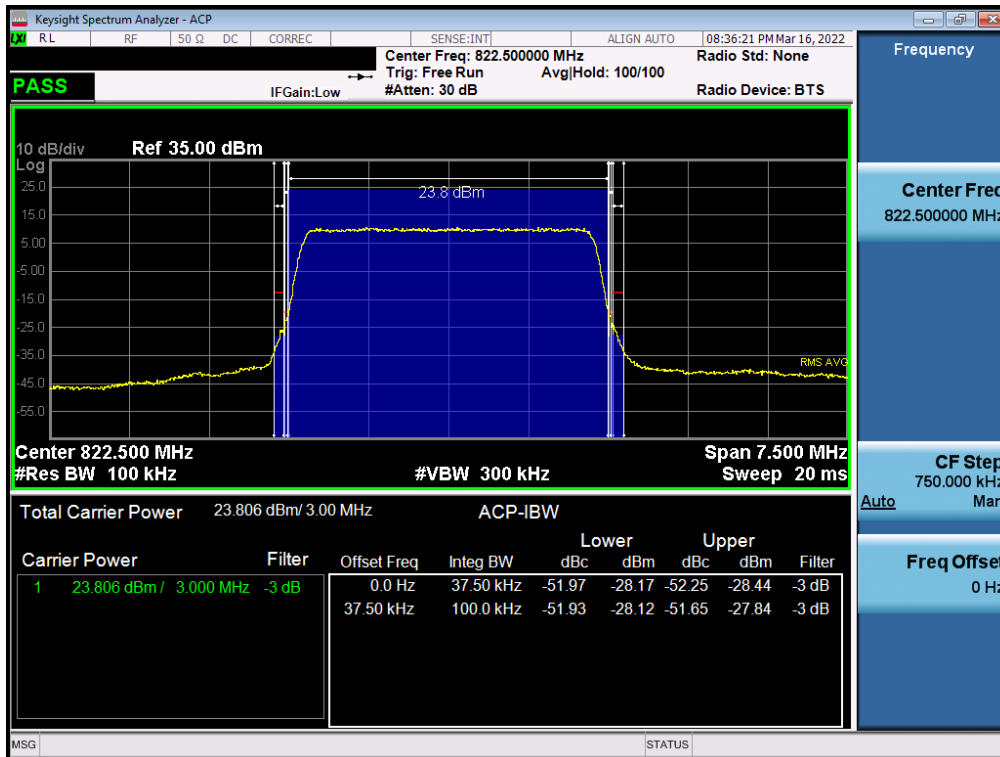 Keysight Spectrum Analyzer - ACP
LXI RL RF 50 Ω DC CORREC SENSE:INT ALIGN AUTO 08:36:21 PM Mar 16, 2022
Center Freq: 822.500000 MHz Radio Std: None
Trig: Free Run Avg|Hold: 100/100
PASS IFGain:Low #Atten: 30 dB Radio Device: BTS
10 dB/div Ref 35.00 dBm
Log
25.0
23.8 dBm
15.0
5.00
-5.00
-15.0
-25.0
-35.0
RMS AVG
-45.0
-55.0
Center 822.500 MHz Span 7.500 MHz
#Res BW 100 kHz #VBW 300 kHz Sweep 20 ms
Total Carrier Power 23.806 dBm/ 3.00 MHz ACP-IBW
Lower Upper
Carrier Power Filter Offset Freq Integ BW dBc dBm dBc dBm Filter
1 23.806 dBm / 3.000 MHz -3 dB 0.0 Hz 37.50 kHz -51.97 -28.17 -52.25 -28.44 -3 dB
37.50 kHz 100.0 kHz -51.93 -28.12 -51.65 -27.84 -3 dB
MSG STATUS
Frequency
Center Freq
822.500000 MHz
CF Step
750.000 kHz
Auto Man
Freq Offset
0 Hz